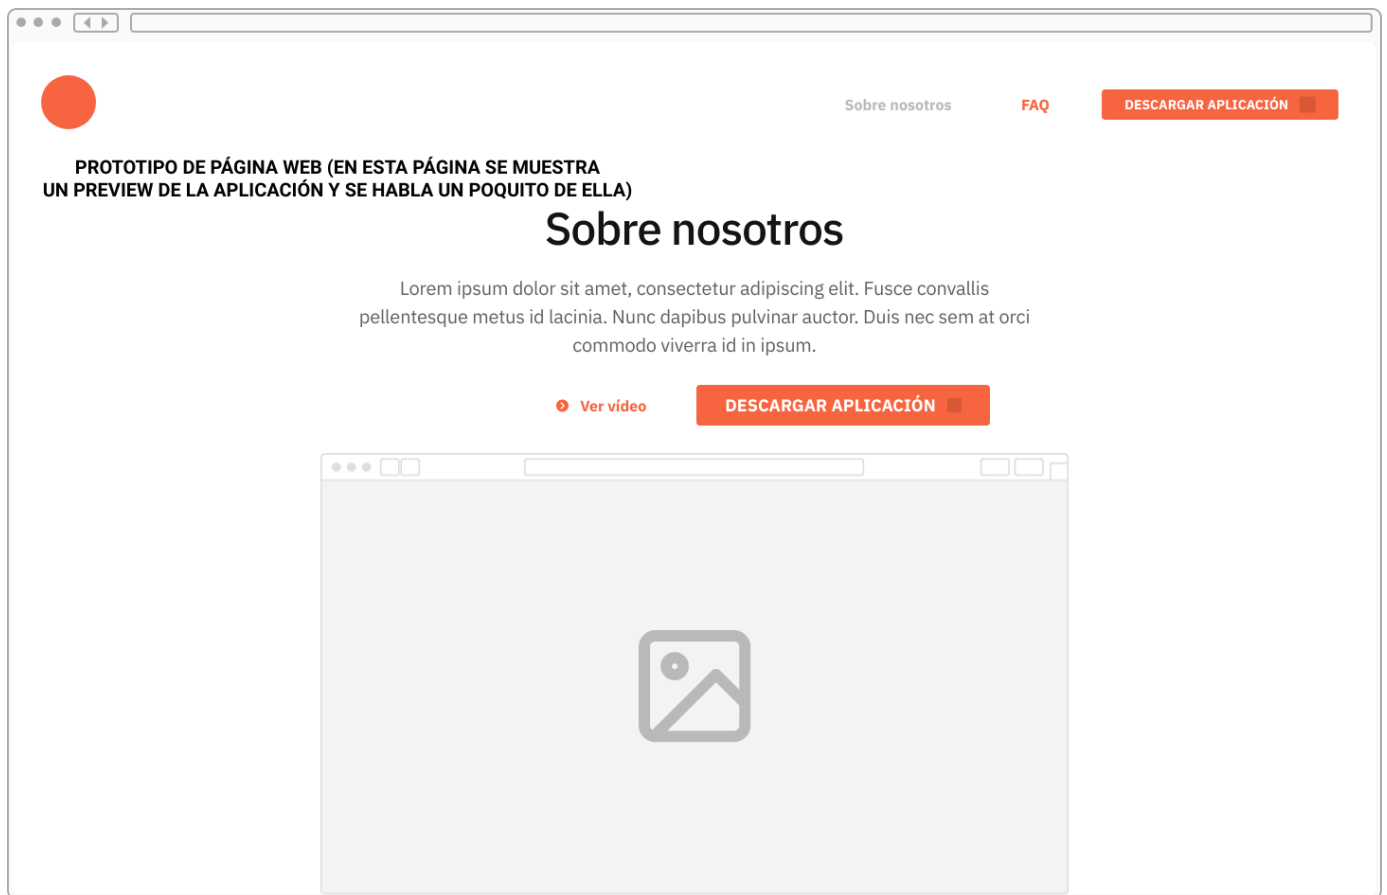 Sobre nosotros
FAQ
DESCARGAR APLICACIÓN
PROTOTIPO DE PÁGINA WEB (EN ESTA PÁGINA SE MUESTRA
UN PREVIEW DE LA APLICACIÓN Y SE HABLA UN POQUITO DE ELLA)
Sobre nosotros
Lorem ipsum dolor sit amet, consectetur adipiscing elit. Fusce convallis
pellentesque metus id lacinia. Nunc dapibus pulvinar auctor. Duis nec sem at orci
commodo viverra id in ipsum.
Ver vídeo
DESCARGAR APLICACIÓN